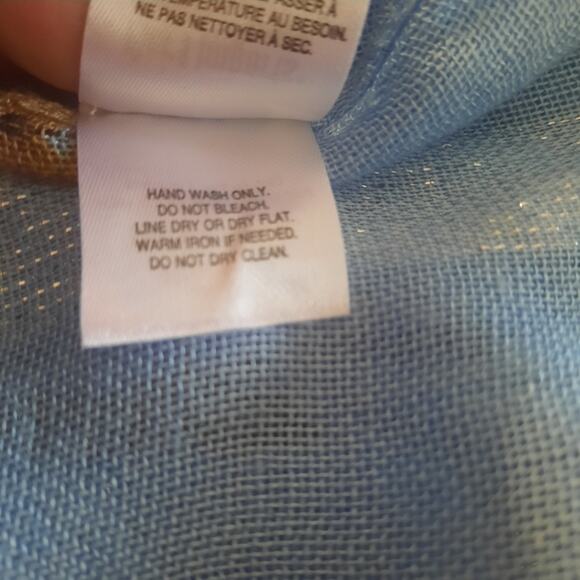 TEMPÉRATURE AU BESOIN.
NE PAS NETTOYER À SEC.
HAND WASH ONLY.
DO NOT BLEACH.
LINE DRY OR DRY FLAT.
WARM IRON IF NEEDED.
DO NOT DRY CLEAN.